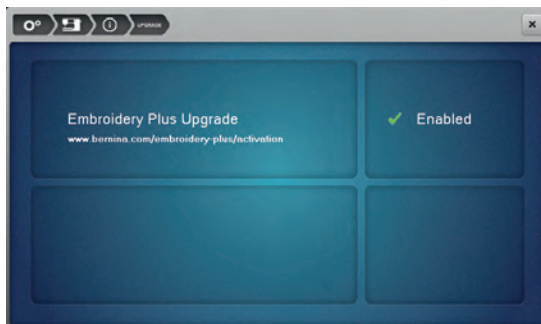 UPGRADE
Embroidery Plus Upgrade
www.bernina.com/embroidery-plus/activation
Enabled